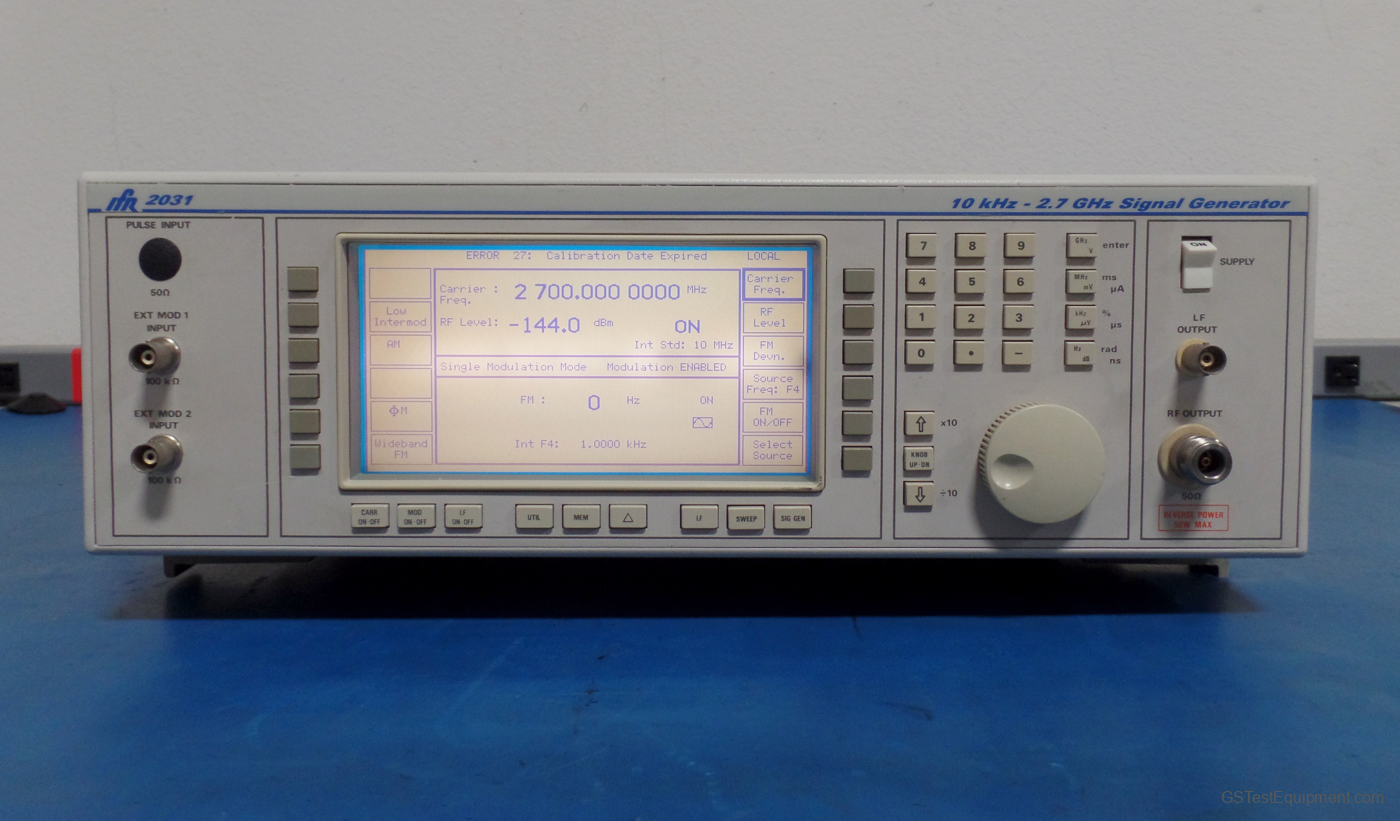 ifR 2031
10 kHz - 2.7 GHz Signal Generator
PULSE INPUT
50Ω
EXT MOD 1
INPUT
100 kΩ
EXT MOD 2
INPUT
100 kΩ
ERROR 27: Calibration Date Expired LOCAL
Low
Intermod
AM
ΦM
Wideband
FM
Carrier :
Freq.
2 700.000 0000 MHz
RF Level: -144.0 dBm ON
Int Std: 10 MHz
Single Modulation Mode Modulation ENABLED
FM : 0 Hz ON
Int F4: 1.0000 kHz
Carrier
Freq.
RF
Level
FM
Devn.
Source
Freq: F4
FM
ON/OFF
Select
Source
CARR
ON-OFF
MOD
ON-OFF
LF
ON-OFF
UTIL
MEM
△
LF
SWEEP
SIG GEN
7 8 9 GHz V enter
4 5 6 MHz mV ms µA
1 2 3 kHz µV % µs
0 • − Hz dB rad ns
⇧ x10
KNOB
UP-DN
⇩ ÷10
ON
SUPPLY
LF
OUTPUT
RF OUTPUT
50Ω
REVERSE POWER
50W MAX
GSTestEquipment.com